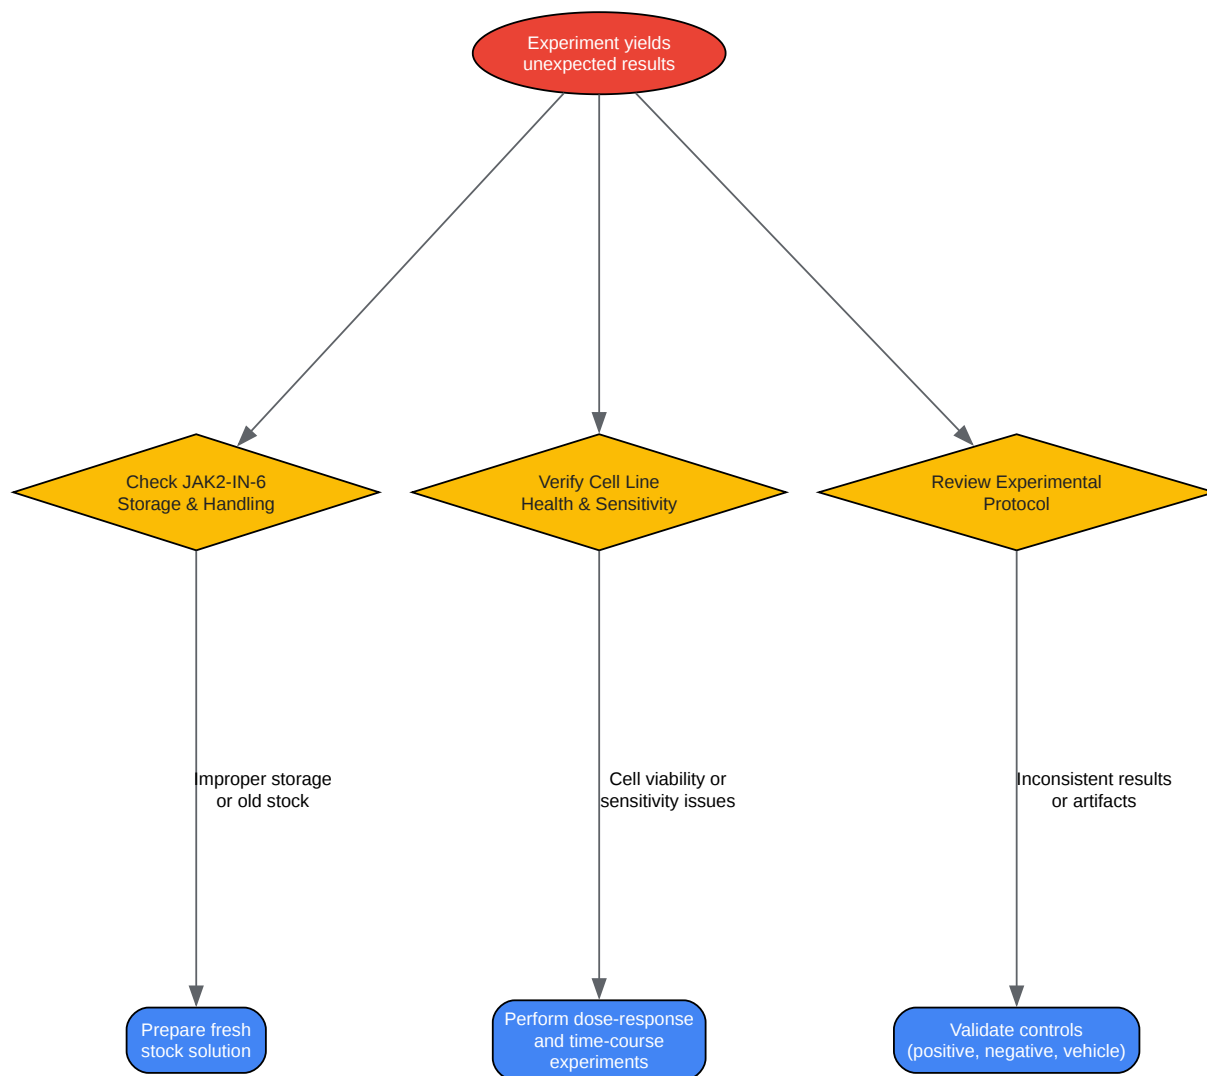 Experiment yields
unexpected results
Check JAK2-IN-6
Storage & Handling
Verify Cell Line
Health & Sensitivity
Review Experimental
Protocol
Improper storage
or old stock
Cell viability or
sensitivity issues
Inconsistent results
or artifacts
Prepare fresh
stock solution
Perform dose-response
and time-course
experiments
Validate controls
(positive, negative, vehicle)